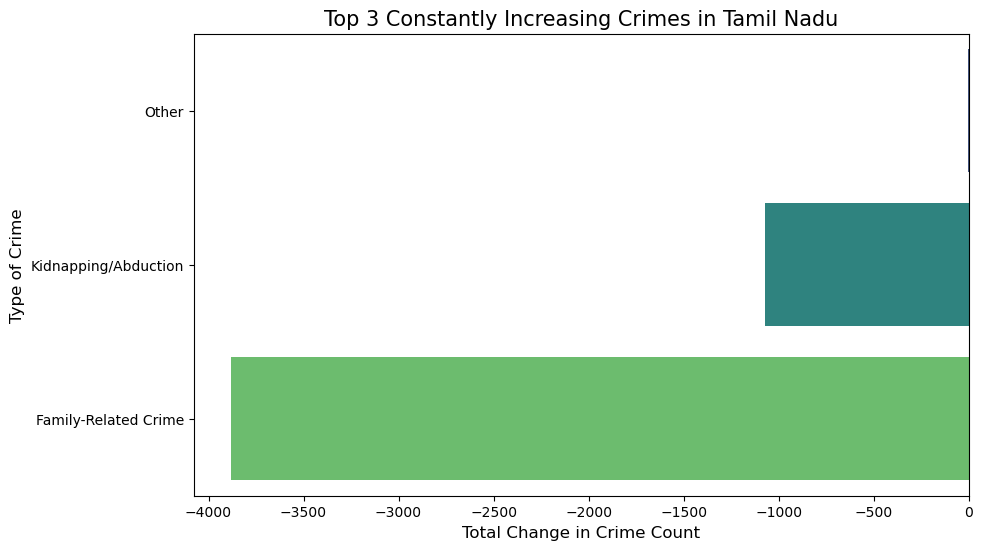 Top 3 Constantly Increasing Crimes in Tamil Nadu
Type of Crime
Other
Kidnapping/Abduction
Family-Related Crime
−4000 −3500 −3000 −2500 −2000 −1500 −1000 −500 0
Total Change in Crime Count